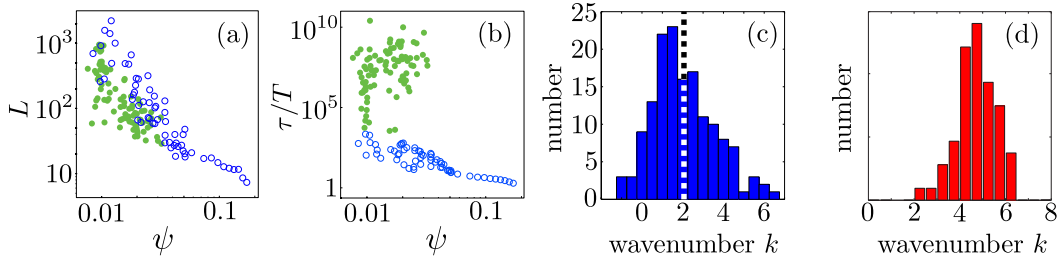 (a)
L
10³
10²
10
0.01
0.1
ψ
(b)
τ/T
10¹⁰
10⁵
1
0.01
0.1
ψ
(c)
number
25
20
15
10
5
0
0 2 4 6
wavenumber k
(d)
number
0 2 4 6 8
wavenumber k